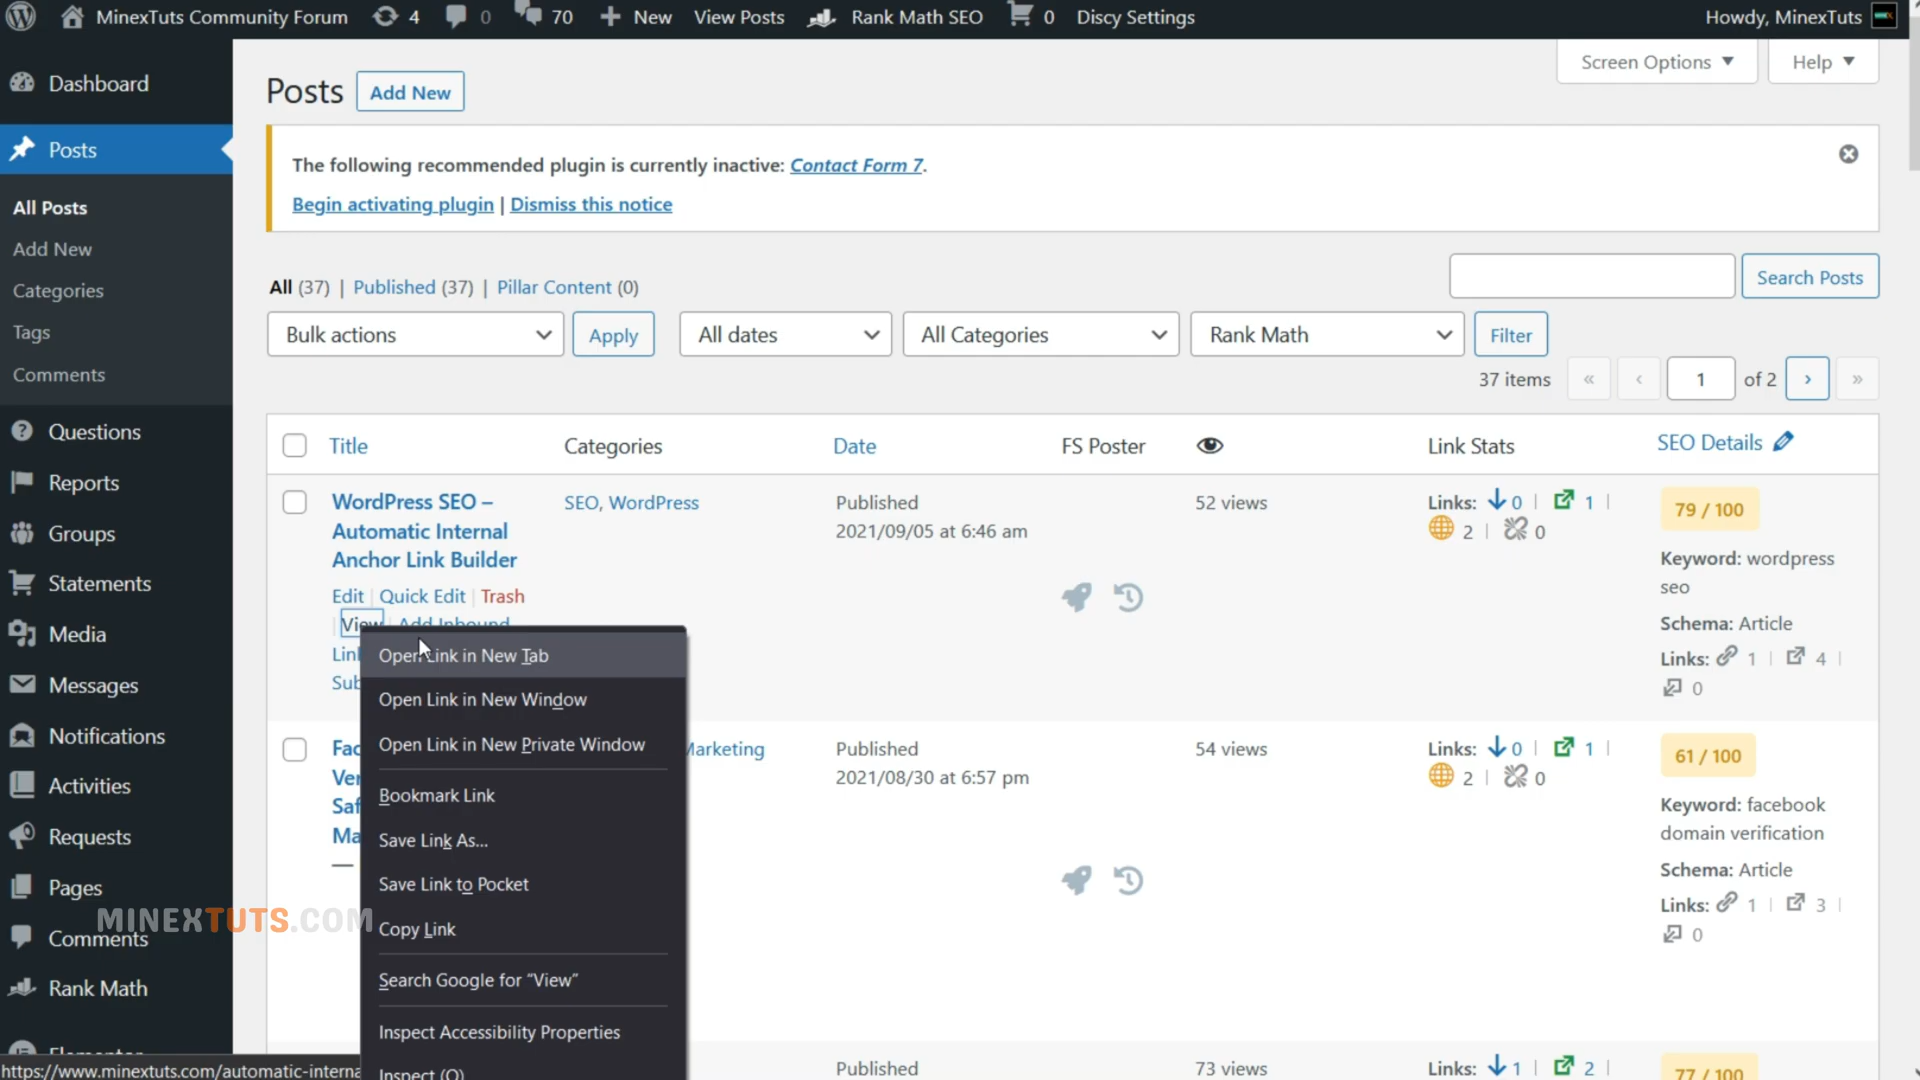 MinexTuts Community Forum 4 0 70 New View Posts Rank Math SEO 0 Discy Settings Howdy, MinexTuts
Dashboard
Posts
All Posts
Add New
Categories
Tags
Comments
Questions
Reports
Groups
Statements
Media
Messages
Notifications
Activities
Requests
Pages
Comments
Rank Math
Elementor
Screen Options Help
Posts Add New
The following recommended plugin is currently inactive: Contact Form 7.
Begin activating plugin | Dismiss this notice
All (37) | Published (37) | Pillar Content (0)
Search Posts
Bulk actions Apply All dates All Categories Rank Math Filter
37 items « ‹ 1 of 2 › »
Title Categories Date FS Poster Link Stats SEO Details
WordPress SEO –
Automatic Internal
Anchor Link Builder
Edit | Quick Edit | Trash
| View Add Inbound
SEO, WordPress
Published
2021/09/05 at 6:46 am
52 views
Links: 0 | 1 |
2 | 0
79 / 100
Keyword: wordpress
seo
Schema: Article
Links: 1 | 4 |
0
Marketing
Published
2021/08/30 at 6:57 pm
54 views
Links: 0 | 1 |
2 | 0
61 / 100
Keyword: facebook
domain verification
Schema: Article
Links: 1 | 3 |
0
—
Published
73 views
Links: 1 | 2 |
77 / 100
Open Link in New Tab
Open Link in New Window
Open Link in New Private Window
Bookmark Link
Save Link As...
Save Link to Pocket
Copy Link
Search Google for “View”
Inspect Accessibility Properties
Inspect (Q)
MINEXTUTS.COM
https://www.minextuts.com/automatic-interna